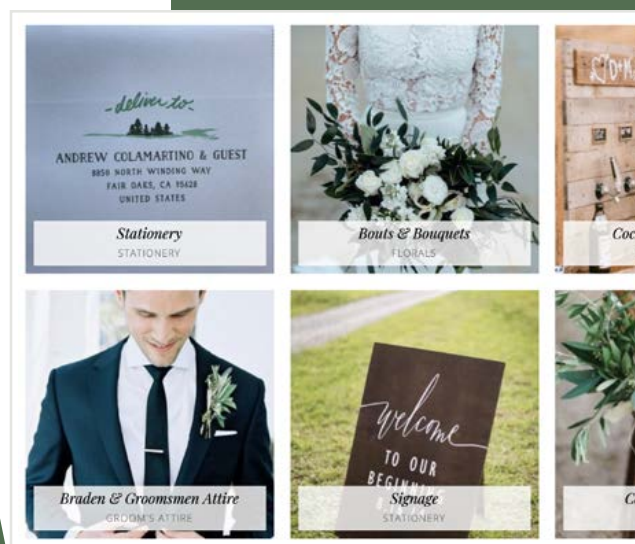 deliver to
ANDREW COLAMARTINO & GUEST
8850 NORTH WINDING WAY
FAIR OAKS, CA 95628
UNITED STATES
Stationery
STATIONERY
Bouts & Bouquets
FLORALS
D+M
Coc
Braden & Groomsmen Attire
GROOM'S ATTIRE
welcome
TO OUR
Signage
STATIONERY
C